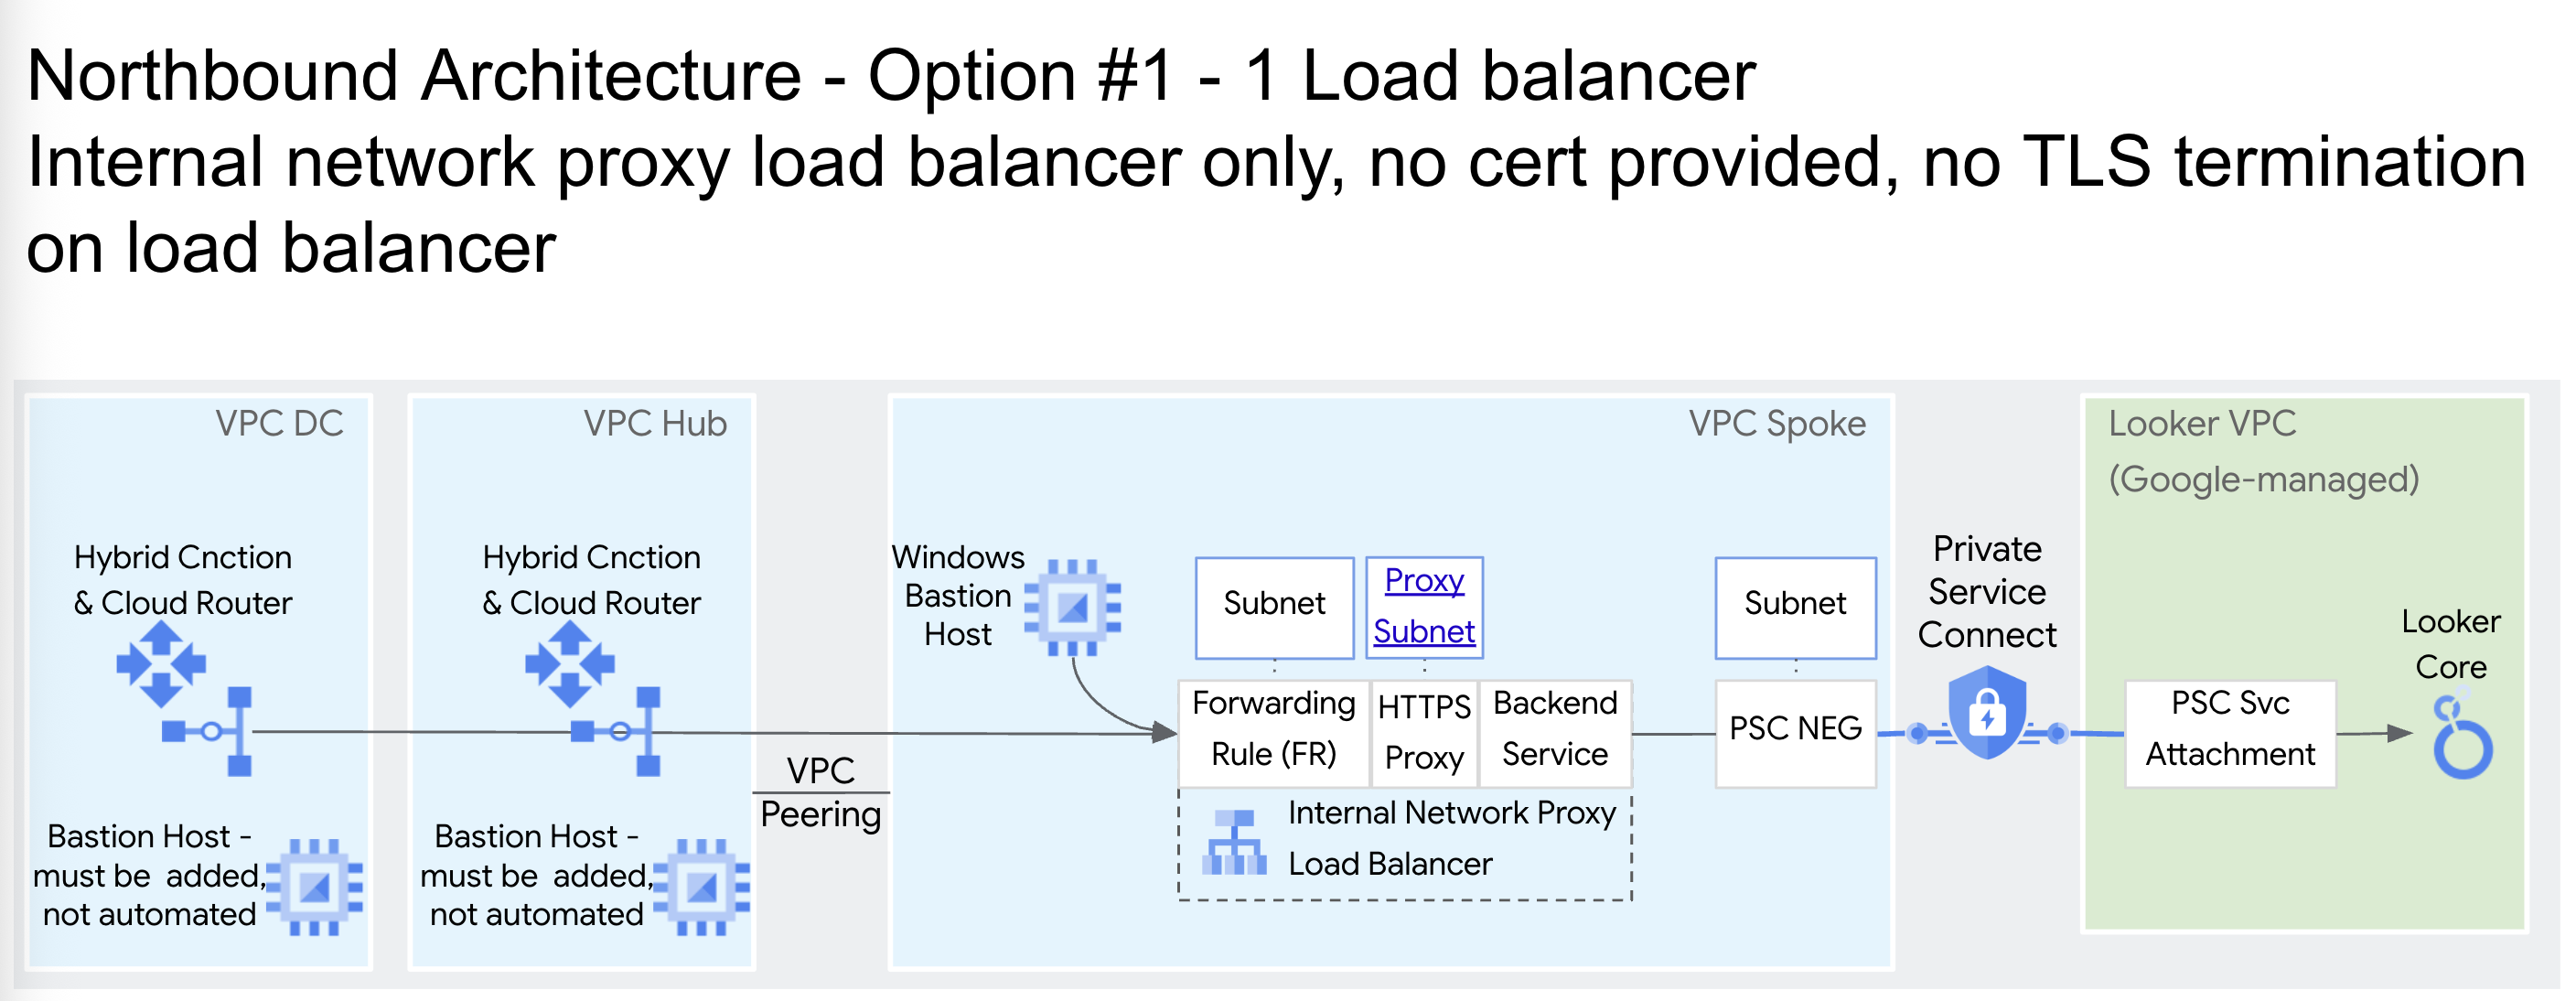 Northbound Architecture - Option #1 - 1 Load balancer
Internal network proxy load balancer only, no cert provided, no TLS termination
on load balancer
VPC DC
Hybrid Cnction
& Cloud Router
Bastion Host -
must be added,
not automated
VPC Hub
Hybrid Cnction
& Cloud Router
Bastion Host -
must be added,
not automated
VPC
Peering
VPC Spoke
Windows
Bastion
Host
Subnet
Proxy
Subnet
Subnet
Forwarding
Rule (FR)
HTTPS
Proxy
Backend
Service
PSC NEG
Internal Network Proxy
Load Balancer
Private
Service
Connect
Looker VPC
(Google-managed)
PSC Svc
Attachment
Looker
Core